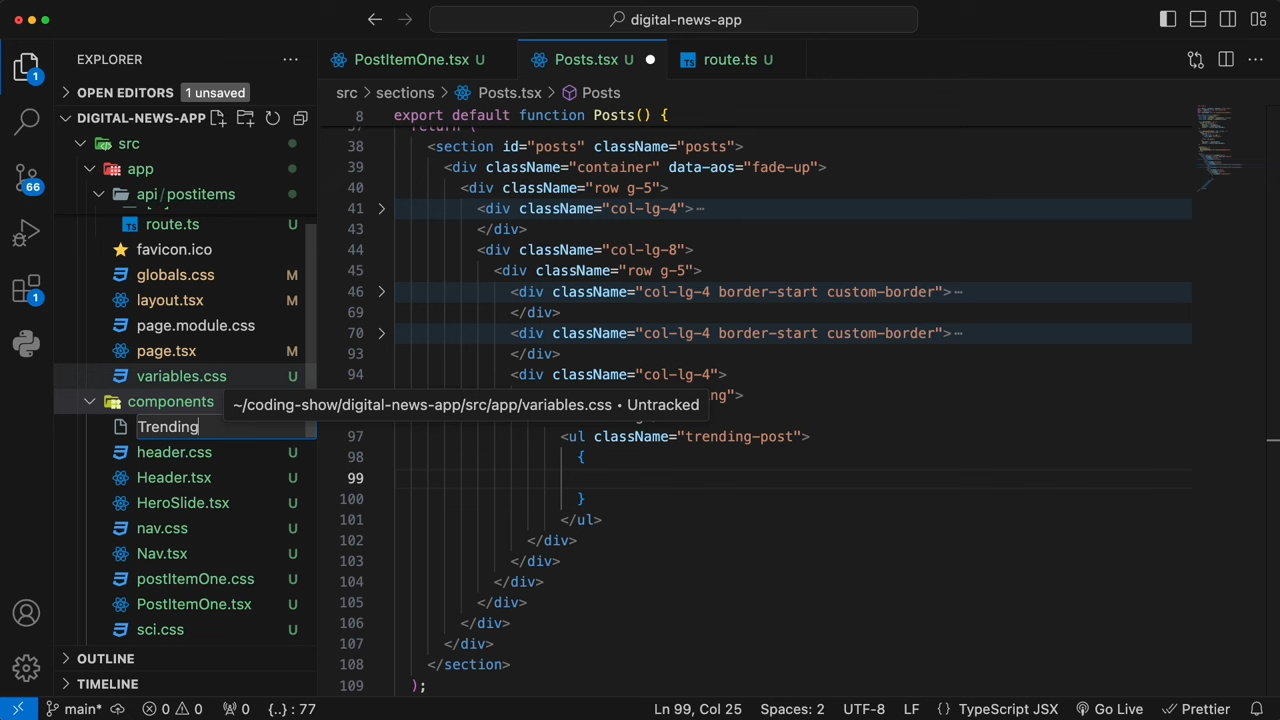 digital-news-app
EXPLORER
1
OPEN EDITORS 1 unsaved
DIGITAL-NEWS-APP
src
app
api/postitems
TS route.ts U
favicon.ico
globals.css M
layout.tsx M
page.module.css
page.tsx M
variables.css U
components
Trending
header.css U
Header.tsx U
HeroSlide.tsx U
nav.css U
Nav.tsx U
postItemOne.css U
PostItemOne.tsx U
sci.css U
OUTLINE
TIMELINE
66
1
PostItemOne.tsx U
Posts.tsx U
TS route.ts U
src > sections > Posts.tsx > Posts
8 export default function Posts() {
38 <section id="posts" className="posts">
39 <div className="container" data-aos="fade-up">
40 <div className="row g-5">
41 <div className="col-lg-4">⋯
43 </div>
44 <div className="col-lg-8">
45 <div className="row g-5">
46 <div className="col-lg-4 border-start custom-border">⋯
69 </div>
70 <div className="col-lg-4 border-start custom-border">⋯
93 </div>
94 <div className="col-lg-4">
~/coding-show/digital-news-app/src/app/variables.css • Untracked
97 <ul className="trending-post">
98 {
99
100 }
101 </ul>
102 </div>
103 </div>
104 </div>
105 </div>
106 </div>
107 </div>
108 </section>
109 );
main* 0 0 0 {..} : 77
Ln 99, Col 25 Spaces: 2 UTF-8 LF {} TypeScript JSX Go Live Prettier